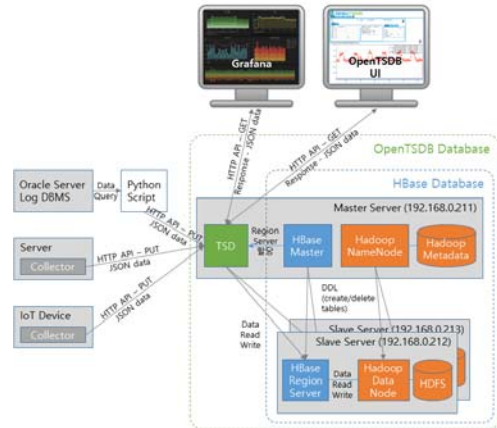 Grafana
OpenTSDB
UI
HTTP API – GET
Response - JSON data
HTTP API – GET
Response - JSON data
OpenTSDB Database
HBase Database
Oracle Server
Log DBMS
Data
Query
Python
Script
HTTP API – PUT
JSON data
Master Server (192.168.0.211)
TSD
Region
Server
HBase
Master
Hadoop
NameNode
Hadoop
Metadata
Server
Collector
HTTP API – PUT
JSON data
IoT Device
Collector
HTTP API – PUT
JSON data
DDL
(create/delete
tables)
Data
Read
Write
Slave Server (192.168.0.213)
Slave Server (192.168.0.212)
HBase
Region
Server
Data
Read
Write
Hadoop
Data
Node
HDFS